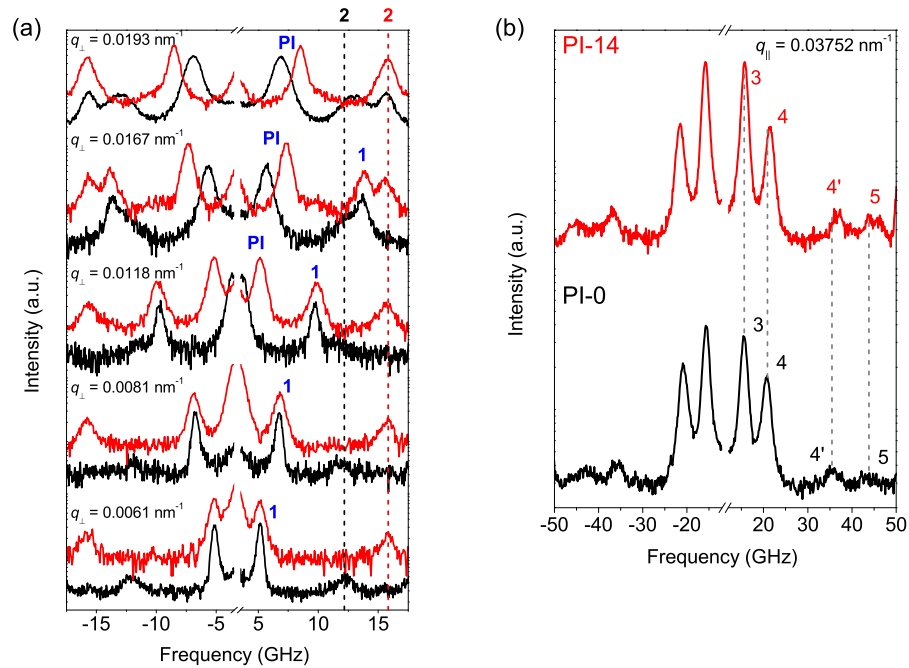 (a)
2
2
q⊥ = 0.0193 nm-1
PI
q⊥ = 0.0167 nm-1
PI
1
q⊥ = 0.0118 nm-1
PI
1
q⊥ = 0.0081 nm-1
1
q⊥ = 0.0061 nm-1
1
Intensity (a.u.)
-15
-10
-5
5
10
15
Frequency (GHz)
(b)
PI-14
q|| = 0.03752 nm-1
3
4
4'
5
PI-0
3
4
4'
5
Intensity (a.u.)
-50
-40
-20
20
30
40
50
Frequency (GHz)